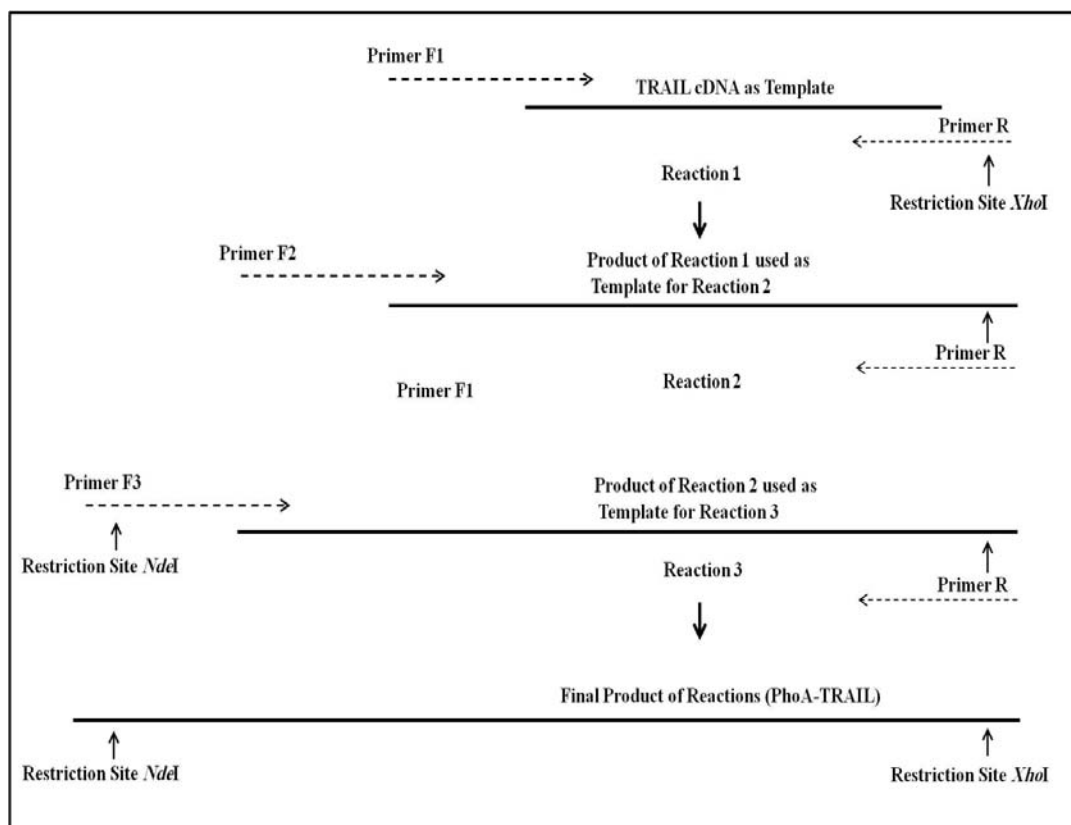 Primer F1
TRAIL cDNA as Template
Primer R
Reaction 1
Restriction Site XhoI
Primer F2
Product of Reaction 1 used as
Template for Reaction 2
Primer R
Reaction 2
Primer F1
Primer F3
Product of Reaction 2 used as
Template for Reaction 3
Restriction Site NdeI
Reaction 3
Primer R
Final Product of Reactions (PhoA-TRAIL)
Restriction Site NdeI
Restriction Site XhoI